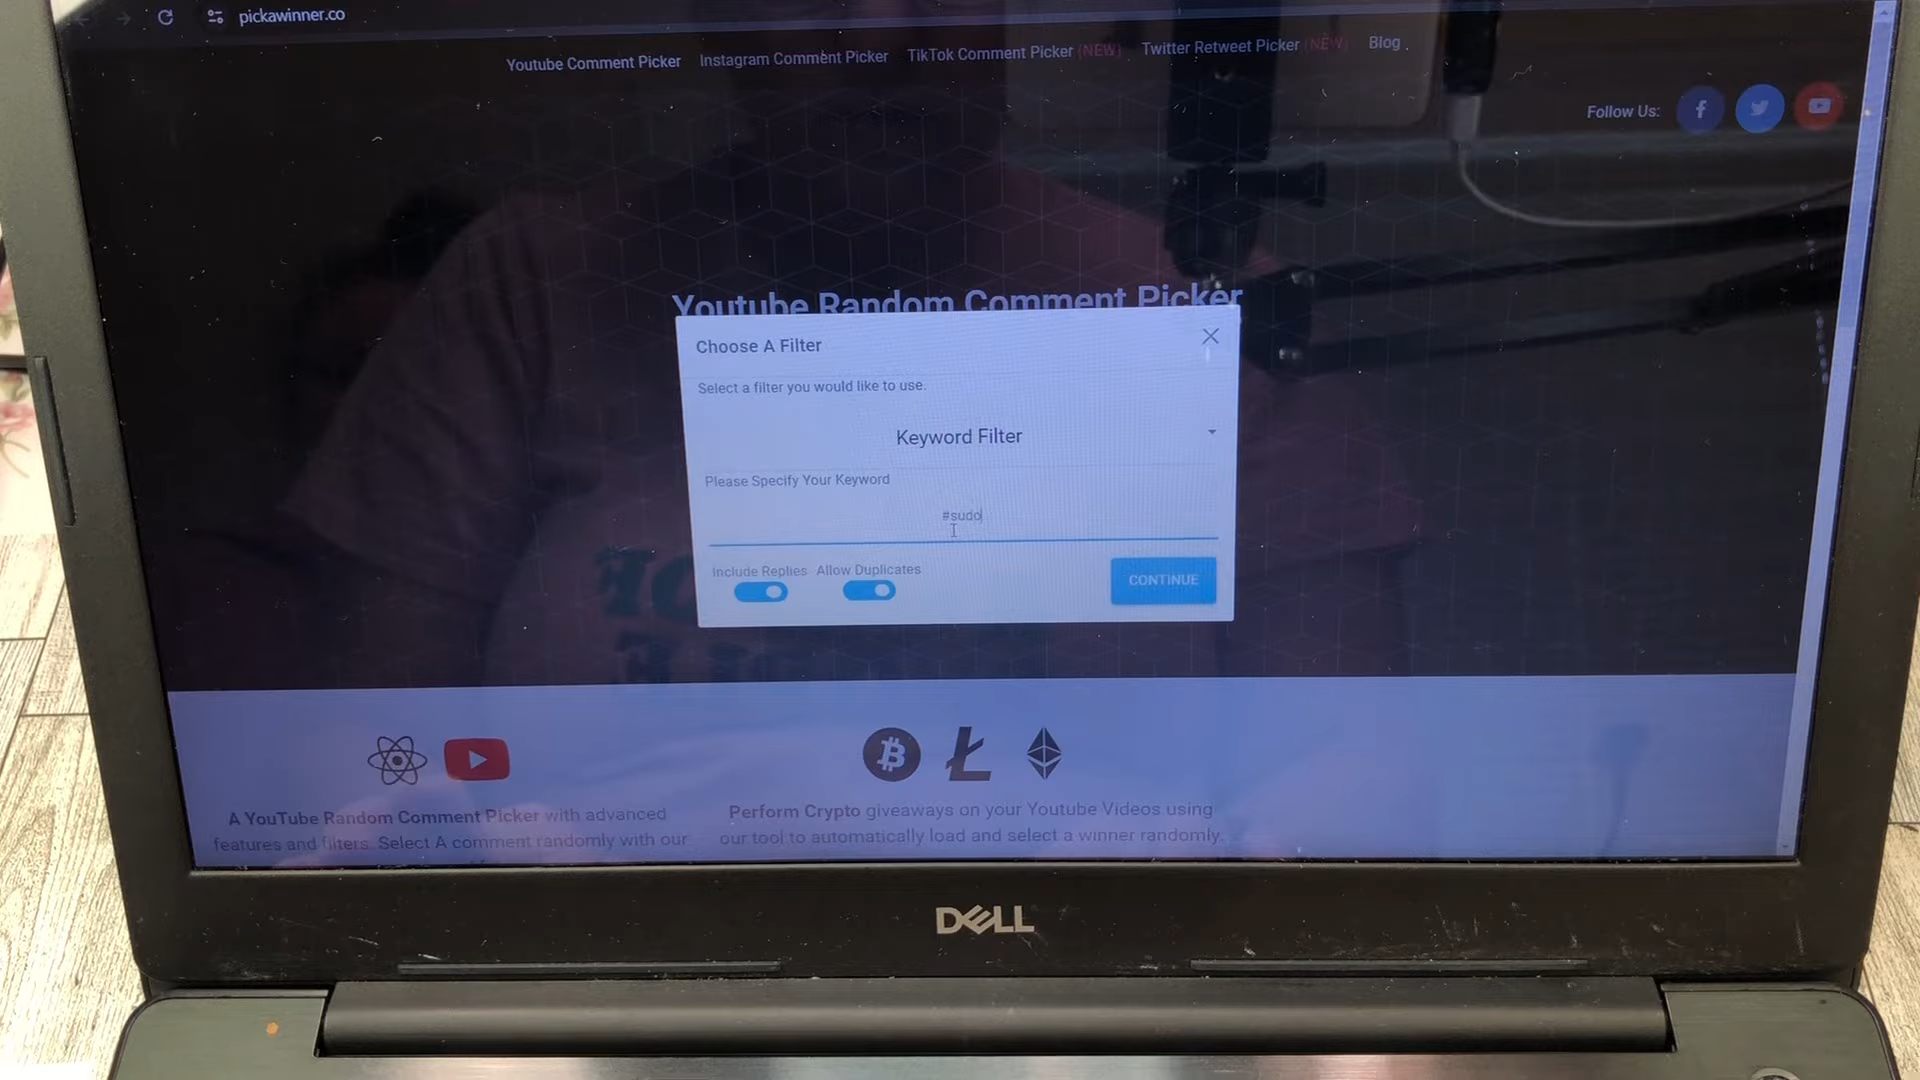 pickawinner.co
Youtube Comment Picker Instagram Comment Picker TikTok Comment Picker (NEW) Twitter Retweet Picker (NEW) Blog
Follow Us:
Youtube Random Comment Picker
Choose A Filter
Select a filter you would like to use.
Keyword Filter
Please Specify Your Keyword
#sudo
Include Replies Allow Duplicates
CONTINUE
A YouTube Random Comment Picker with advanced
features and filters. Select A comment randomly with our
Perform Crypto giveaways on your Youtube Videos using
our tool to automatically load and select a winner randomly.
DELL